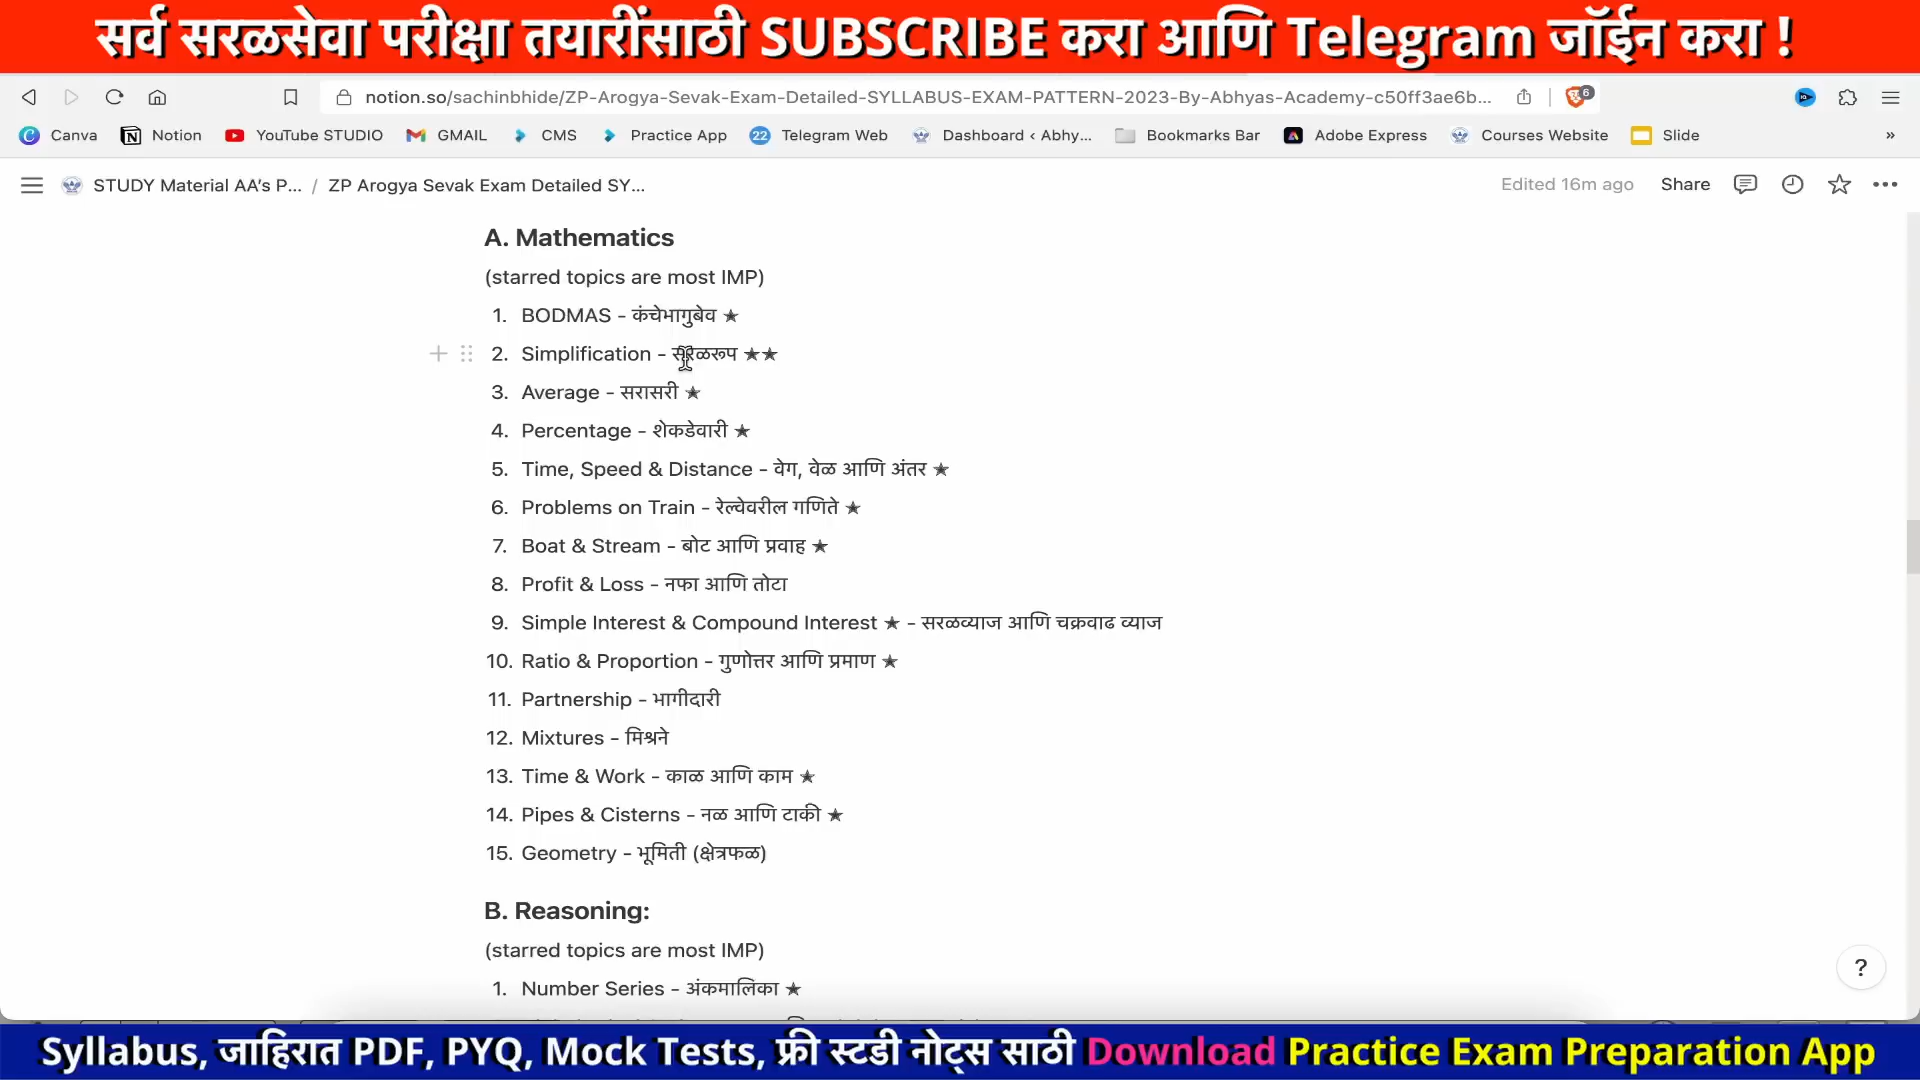 सर्व सरळसेवा परीक्षा तयारींसाठी SUBSCRIBE करा आणि Telegram जॉईन करा !
notion.so/sachinbhide/ZP-Arogya-Sevak-Exam-Detailed-SYLLABUS-EXAM-PATTERN-2023-By-Abhyas-Academy-c50ff3ae6b... 6
Canva Notion YouTube STUDIO GMAIL CMS Practice App 22 Telegram Web Dashboard ‹ Abhy... Bookmarks Bar Adobe Express Courses Website Slide »
STUDY Material AA's P... / ZP Arogya Sevak Exam Detailed SY... Edited 16m ago Share
A. Mathematics
(starred topics are most IMP)
1. BODMAS - कंचेभागुबेव ★
2. Simplification - सरळरूप ★★
3. Average - सरासरी ★
4. Percentage - शेकडेवारी ★
5. Time, Speed & Distance - वेग, वेळ आणि अंतर ★
6. Problems on Train - रेल्वेवरील गणिते ★
7. Boat & Stream - बोट आणि प्रवाह ★
8. Profit & Loss - नफा आणि तोटा
9. Simple Interest & Compound Interest ★ - सरळव्याज आणि चक्रवाढ व्याज
10. Ratio & Proportion - गुणोत्तर आणि प्रमाण ★
11. Partnership - भागीदारी
12. Mixtures - मिश्रने
13. Time & Work - काळ आणि काम ★
14. Pipes & Cisterns - नळ आणि टाकी ★
15. Geometry - भूमिती (क्षेत्रफळ)
B. Reasoning:
(starred topics are most IMP)
1. Number Series - अंकमालिका ★
?
Syllabus, जाहिरात PDF, PYQ, Mock Tests, फ्री स्टडी नोट्स साठी Download Practice Exam Preparation App